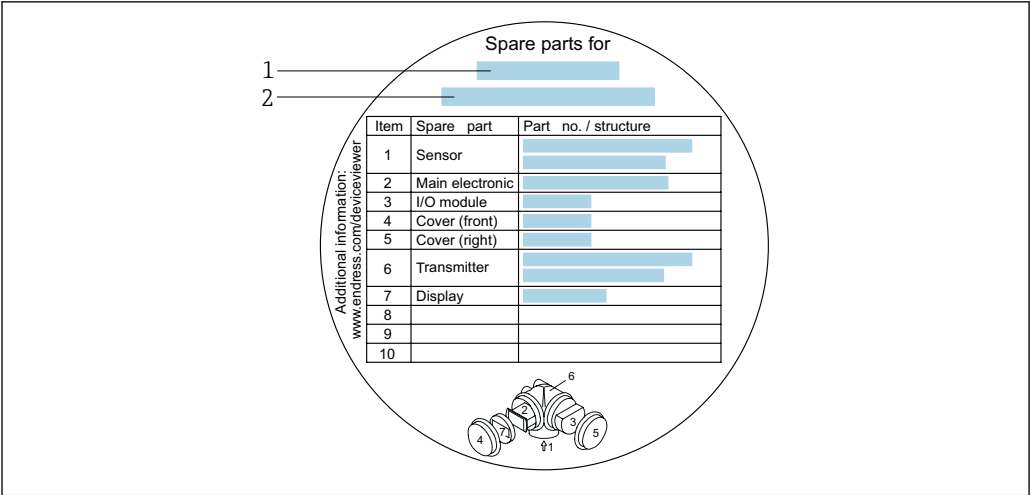 Spare parts for
1
2
Additional information:
www.endress.com/deviceviewer
Item Spare part Part no. / structure
1 Sensor
2 Main electronic
3 I/O module
4 Cover (front)
5 Cover (right)
6 Transmitter
7 Display
8
9
10
6
2
3
7
4
5
1